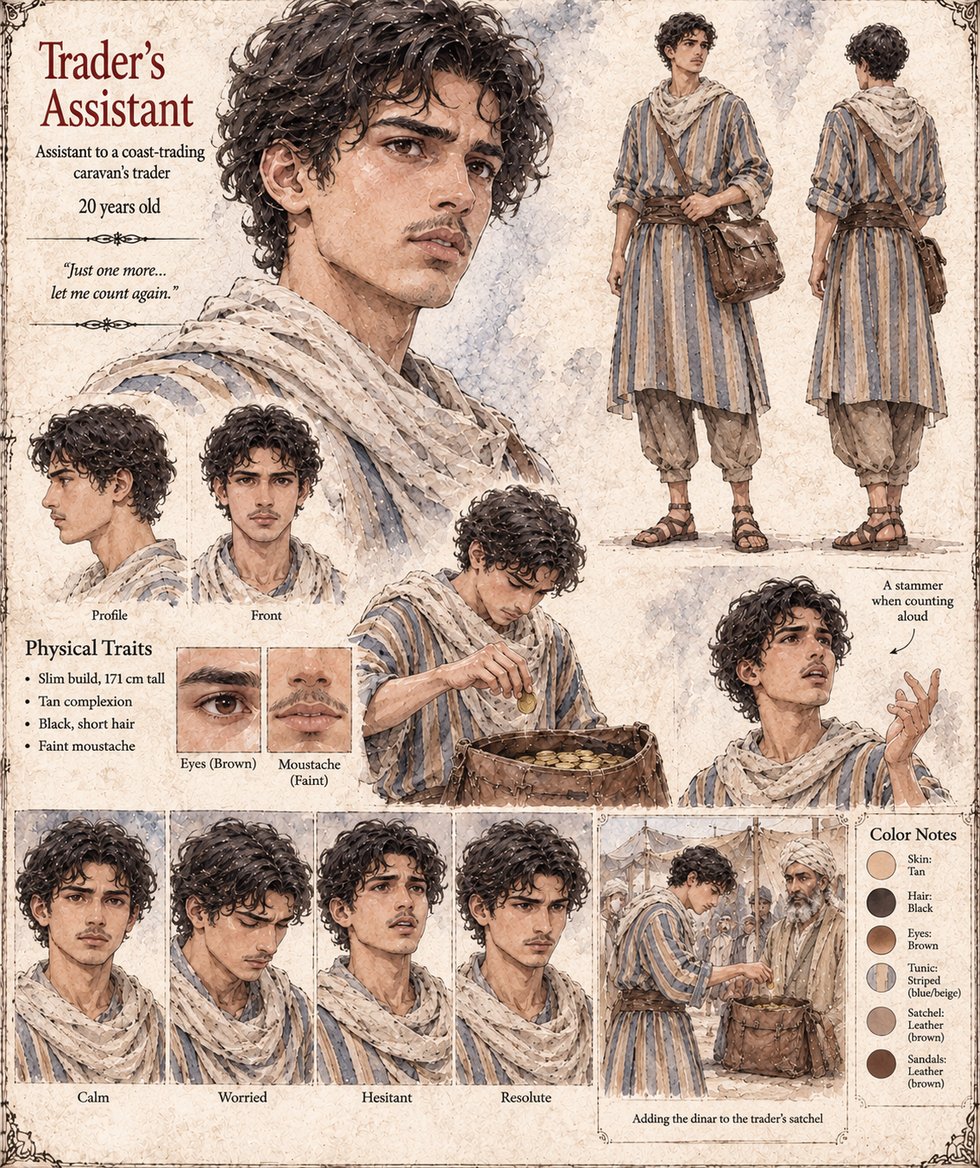 Trader's
Assistant
Assistant to a coast-trading
caravan's trader
20 years old
"Just one more...
let me count again."
Profile
Front
Physical Traits
• Slim build, 171 cm tall
• Tan complexion
• Black, short hair
• Faint moustache
Eyes (Brown)
Moustache
(Faint)
A stammer
when counting
aloud
Calm
Worried
Hesitant
Resolute
Adding the dinar to the trader's satchel
Color Notes
Skin:
Tan
Hair:
Black
Eyes:
Brown
Tunic:
Striped
(blue/beige)
Satchel:
Leather
(brown)
Sandals:
Leather
(brown)